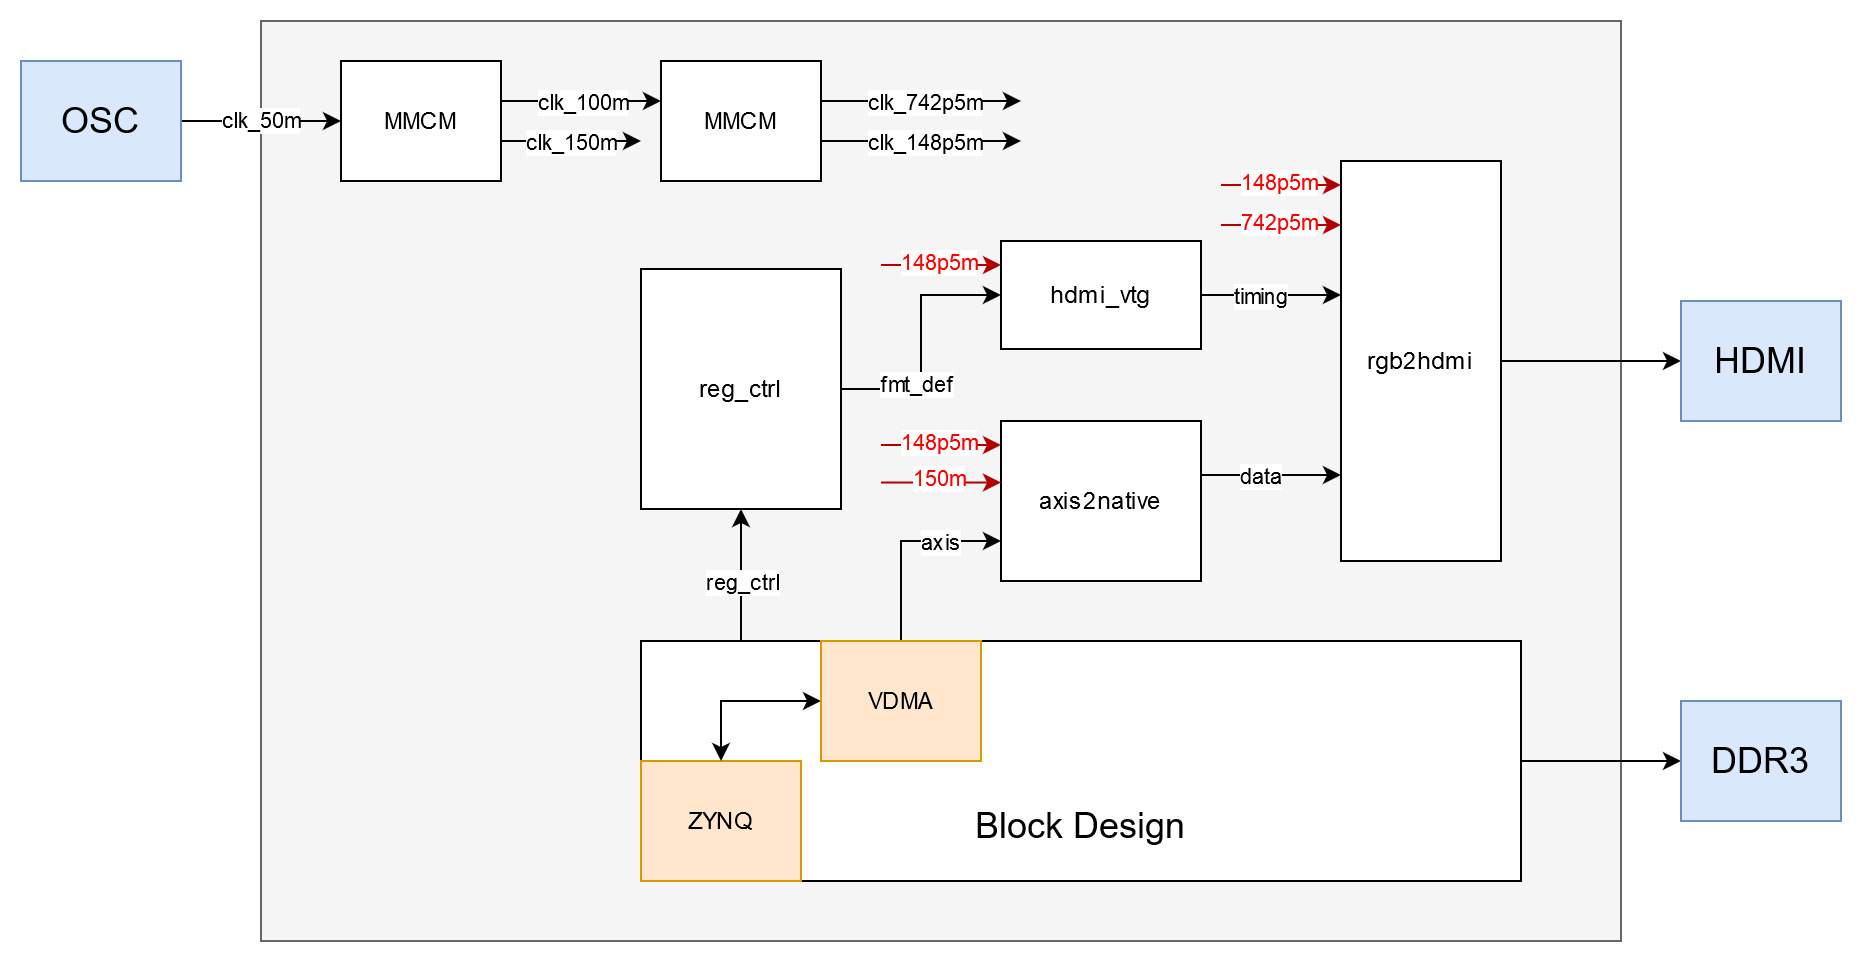 OSC
clk_50m
MMCM
clk_100m
clk_150m
MMCM
clk_742p5m
clk_148p5m
148p5m
742p5m
148p5m
hdmi_vtg
timing
rgb2hdmi
HDMI
reg_ctrl
fmt_def
148p5m
150m
axis2native
data
axis
reg_ctrl
VDMA
ZYNQ
Block Design
DDR3